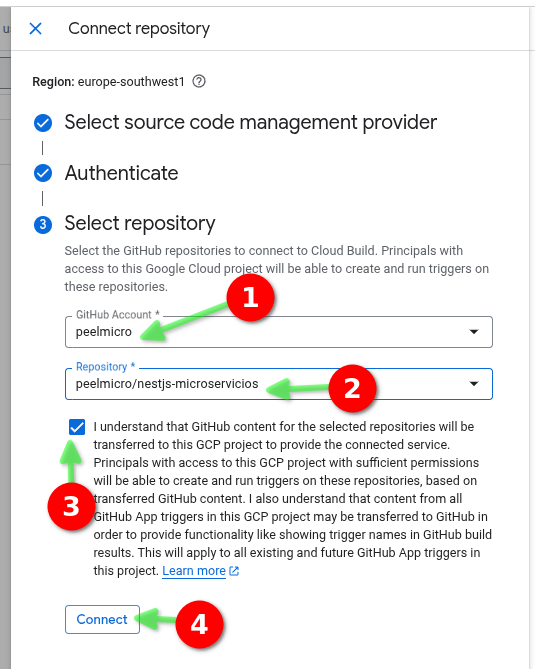 u
Connect repository
Region: europe-southwest1
Select source code management provider
Authenticate
3 Select repository
Select the GitHub repositories to connect to Cloud Build. Principals with
access to this Google Cloud project will be able to create and run triggers on
these repositories.
1
GitHub Account *
peelmicro
Repository *
peelmicro/nestjs-microservicios
2
I understand that GitHub content for the selected repositories will be
transferred to this GCP project to provide the connected service.
Principals with access to this GCP project with sufficient permissions
will be able to create and run triggers on these repositories, based on
transferred GitHub content. I also understand that content from all
3
GitHub App triggers in this GCP project may be transferred to GitHub in
order to provide functionality like showing trigger names in GitHub build
results. This will apply to all existing and future GitHub App triggers in
this project. Learn more
Connect
4